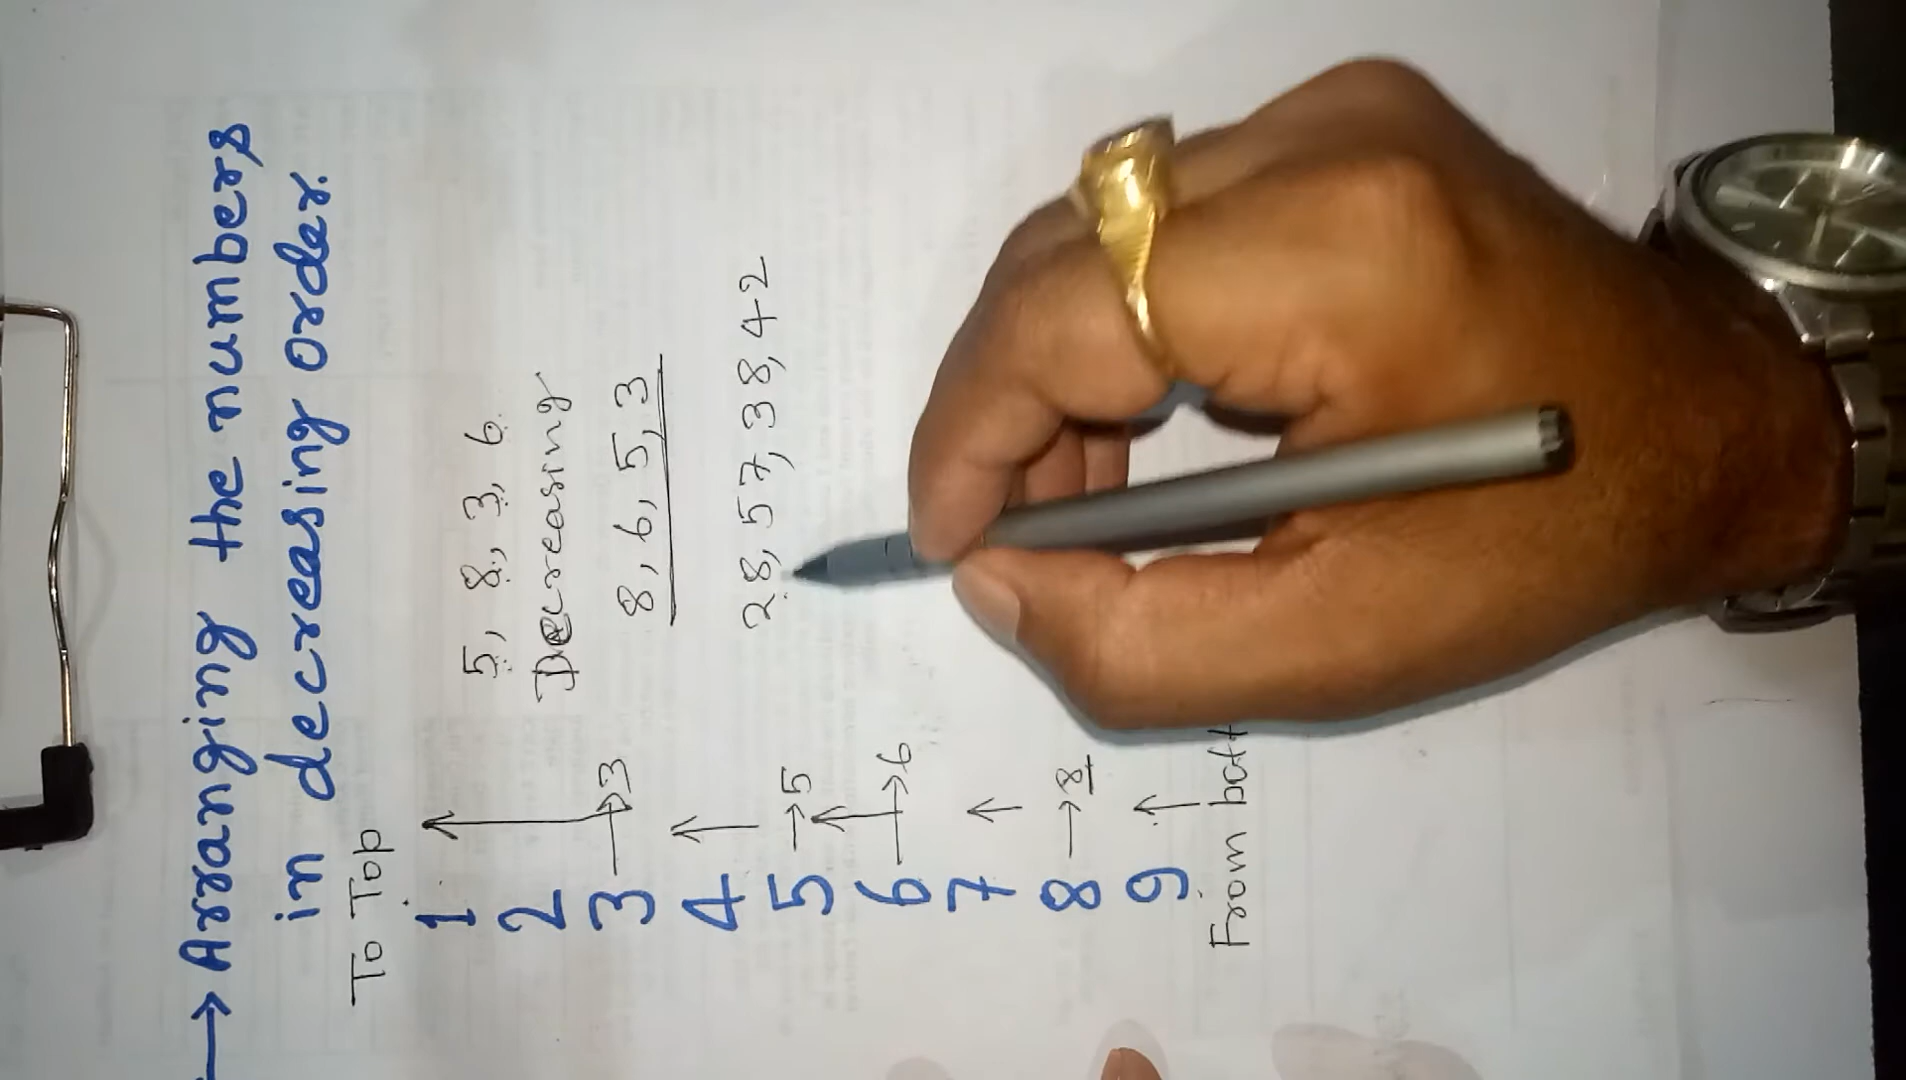 → Arranging the numbers
in decreasing order.
To Top
1
2
3 → 3
4
5 → 5
6 → 6
7
8 → 8
9
From
5, 8, 3, 6
Decreasing
8, 6, 5, 3
28, 57, 38, 42